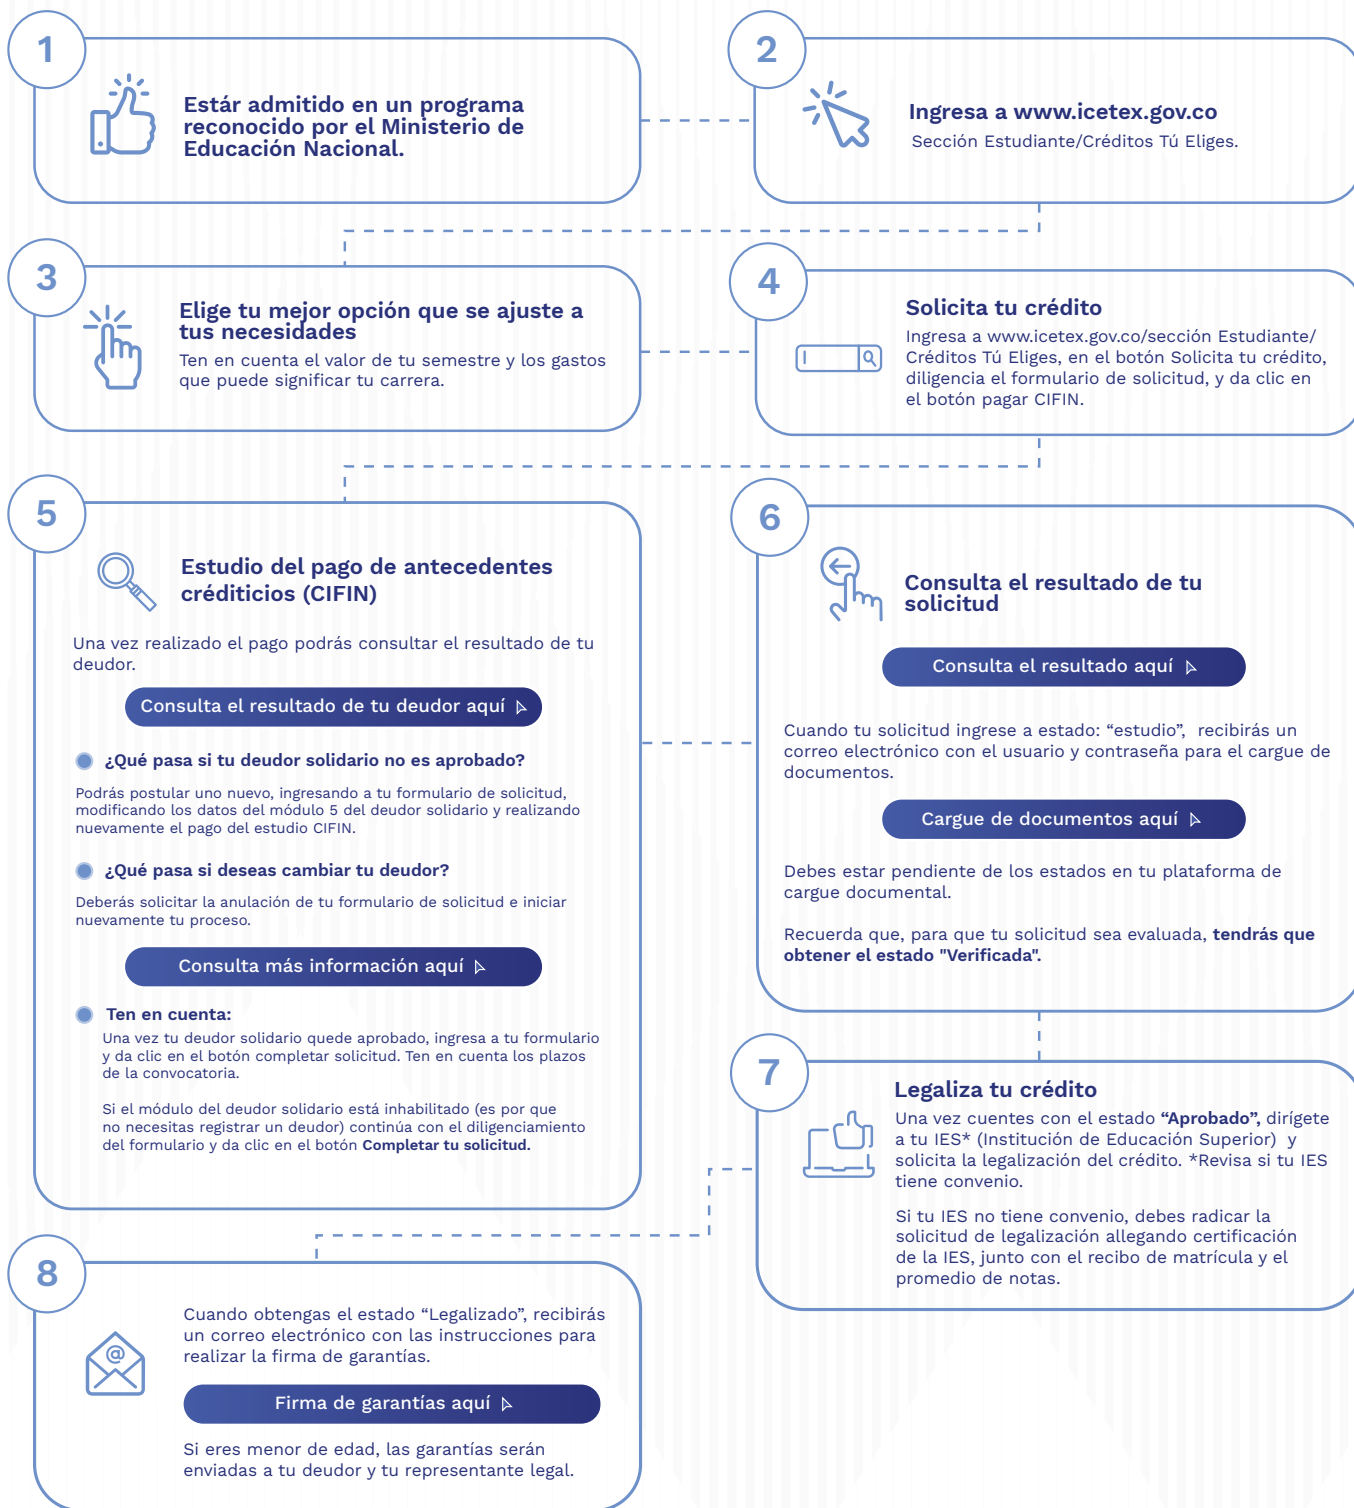 1
Estár admitido en un programa
reconocido por el Ministerio de
Educación Nacional.
2
Ingresa a www.icetex.gov.co
Sección Estudiante/Créditos Tú Eliges.
3
Elige tu mejor opción que se ajuste a
tus necesidades
Ten en cuenta el valor de tu semestre y los gastos
que puede significar tu carrera.
4
Solicita tu crédito
Ingresa a www.icetex.gov.co/sección Estudiante/
Créditos Tú Eliges, en el botón Solicita tu crédito,
diligencia el formulario de solicitud, y da clic en
el botón pagar CIFIN.
5
Estudio del pago de antecedentes
créditicios (CIFIN)
Una vez realizado el pago podrás consultar el resultado de tu
deudor.
Consulta el resultado de tu deudor aquí
¿Qué pasa si tu deudor solidario no es aprobado?
Podrás postular uno nuevo, ingresando a tu formulario de solicitud,
modificando los datos del módulo 5 del deudor solidario y realizando
nuevamente el pago del estudio CIFIN.
¿Qué pasa si deseas cambiar tu deudor?
Deberás solicitar la anulación de tu formulario de solicitud e iniciar
nuevamente tu proceso.
Consulta más información aquí
Ten en cuenta:
Una vez tu deudor solidario quede aprobado, ingresa a tu formulario
y da clic en el botón completar solicitud. Ten en cuenta los plazos
de la convocatoria.
Si el módulo del deudor solidario está inhabilitado (es por que
no necesitas registrar un deudor) continúa con el diligenciamiento
del formulario y da clic en el botón Completar tu solicitud.
6
Consulta el resultado de tu
solicitud
Consulta el resultado aquí
Cuando tu solicitud ingrese a estado: “estudio”, recibirás un
correo electrónico con el usuario y contraseña para el cargue de
documentos.
Cargue de documentos aquí
Debes estar pendiente de los estados en tu plataforma de
cargue documental.
Recuerda que, para que tu solicitud sea evaluada, tendrás que
obtener el estado "Verificada".
7
Legaliza tu crédito
Una vez cuentes con el estado “Aprobado”, dirígete
a tu IES* (Institución de Educación Superior) y
solicita la legalización del crédito. *Revisa si tu IES
tiene convenio.
Si tu IES no tiene convenio, debes radicar la
solicitud de legalización allegando certificación
de la IES, junto con el recibo de matrícula y el
promedio de notas.
8
@
Cuando obtengas el estado “Legalizado”, recibirás
un correo electrónico con las instrucciones para
realizar la firma de garantías.
Firma de garantías aquí
Si eres menor de edad, las garantías serán
enviadas a tu deudor y tu representante legal.